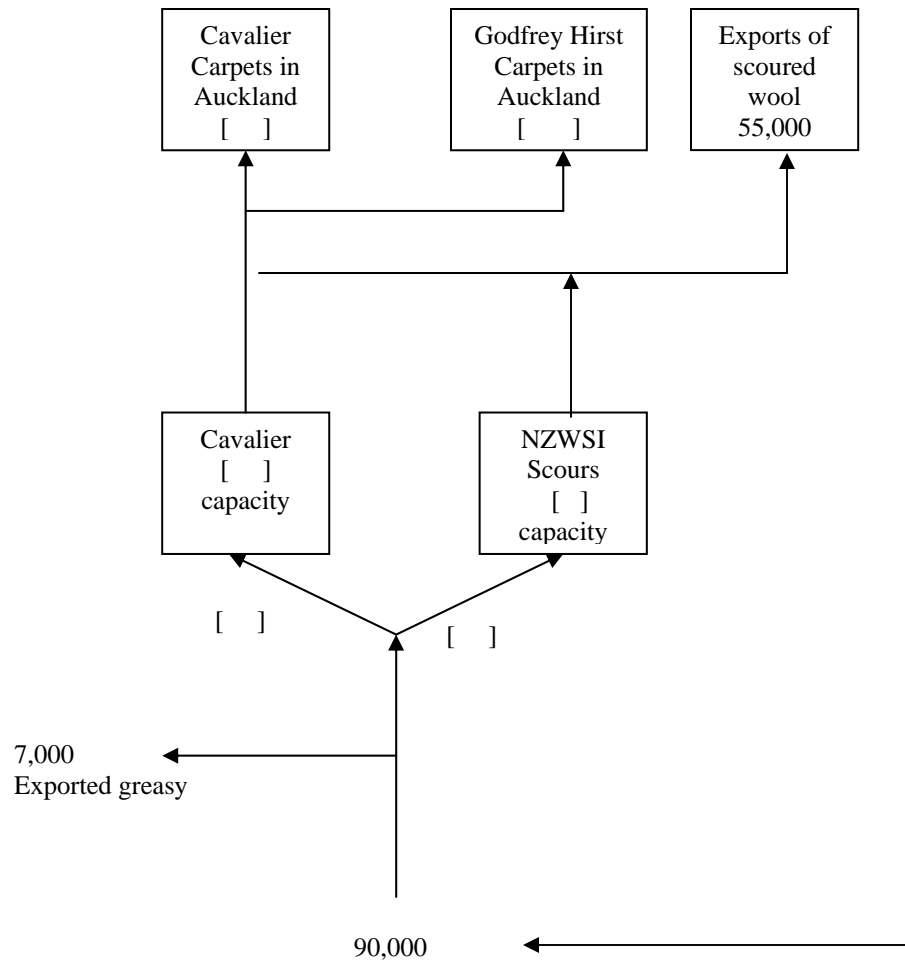 Cavalier
Carpets in
Auckland
[ ]
Godfrey Hirst
Carpets in
Auckland
[ ]
Exports of
scoured
wool
55,000
Cavalier
[ ]
capacity
NZWSI
Scours
[ ]
capacity
[ ]
[ ]
7,000
Exported greasy
90,000